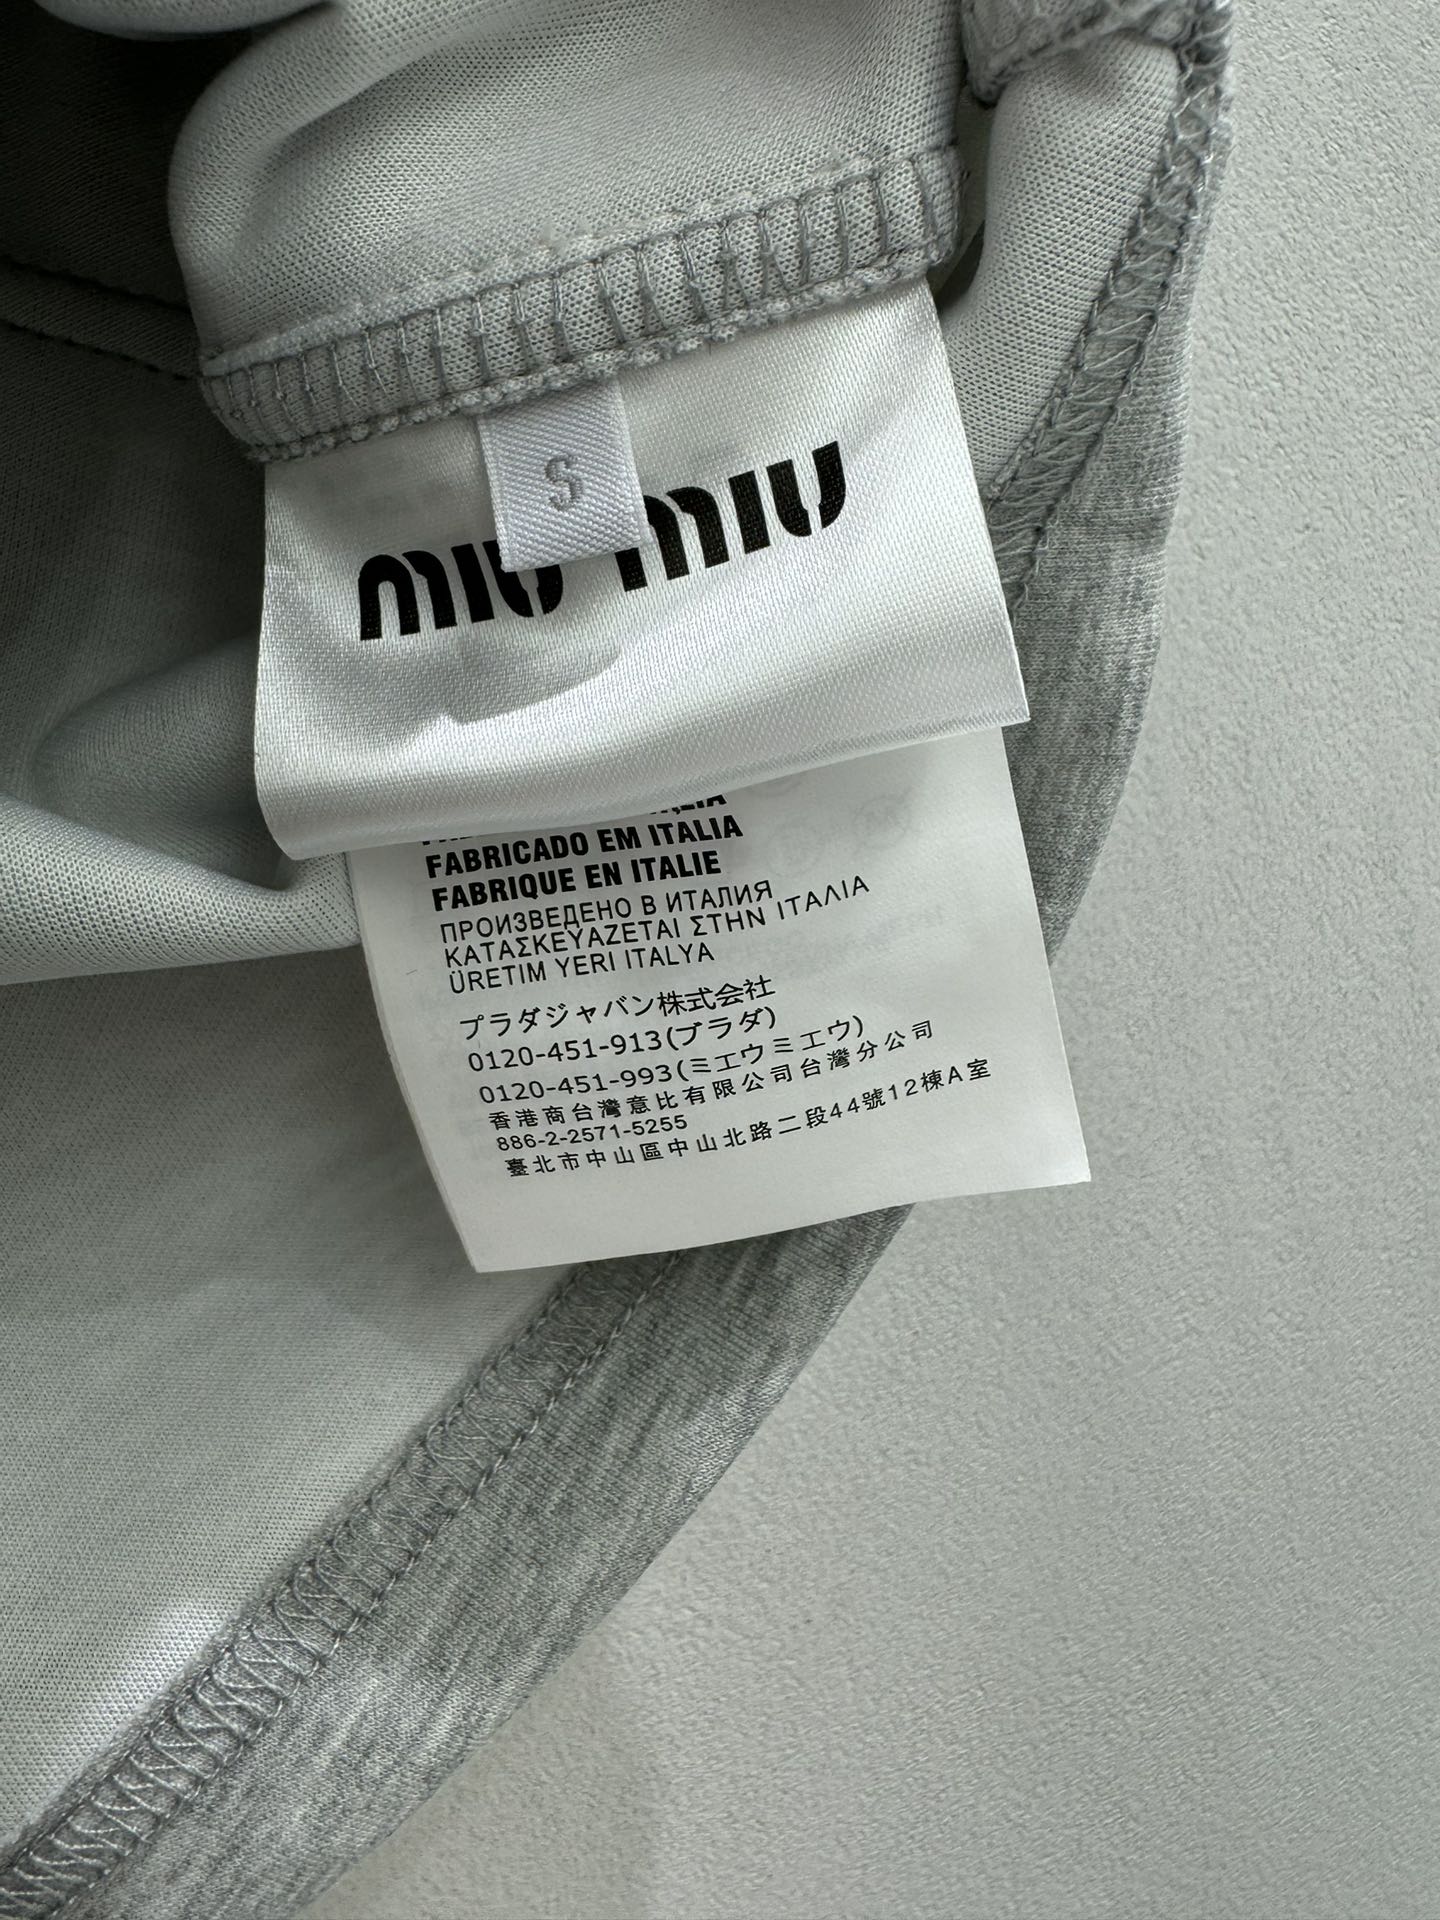 S
miu miu
FABRICADO EM ITALIA
FABRIQUE EN ITALIE
ПРОИЗВЕДЕНО В ИТАЛИЯ
ΚΑΤΑΣΚΕΥΑΖΕΤΑΙ ΣΤΗΝ ΙΤΑΛΙΑ
ÜRETIM YERI ITALYA
プラダジャパン株式会社
0120-451-913(プラダ)
0120-451-993(ミエウミエウ)
香港商台灣意比有限公司台灣分公司
886-2-2571-5255
臺北市中山區中山北路二段44號12棟A室